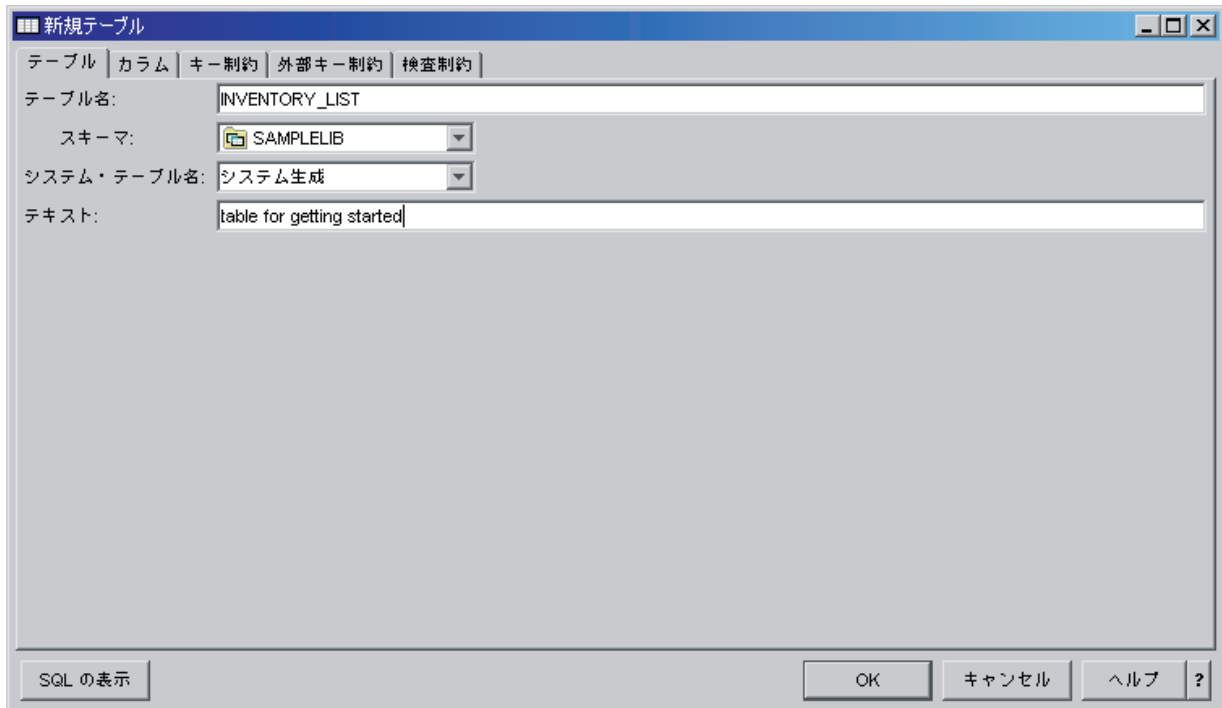 新規テーブル
テーブル カラム キー制約 外部キー制約 検査制約
テーブル名: INVENTORY_LIST
スキーマ: SAMPLELIB
システム・テーブル名: システム生成
テキスト: table for getting started
SQL の表示 OK キャンセル ヘルプ ?